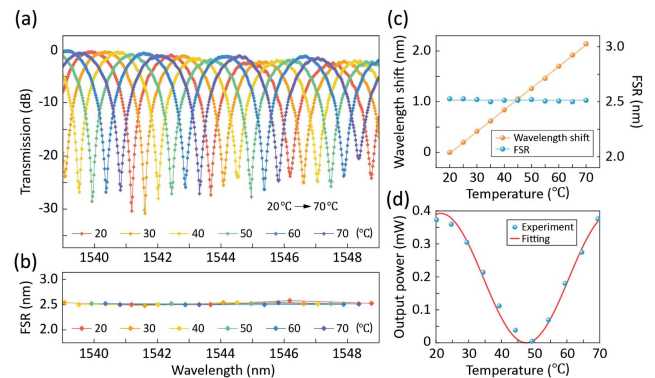 (a)
0
-10
-20
-30
Transmission (dB)
20℃ → 70℃
20 30 40 50 60 70 (℃)
1540 1542 1544 1546 1548
(b)
3.0
2.5
2.0
FSR (nm)
20 30 40 50 60 70 (℃)
1540 1542 1544 1546 1548
Wavelength (nm)
(c)
2.0
1.0
0
Wavelength shift (nm)
3.0
2.5
2.0
FSR (nm)
Wavelength shift
FSR
20 30 40 50 60 70
Temperature (℃)
(d)
0.4
0.3
0.2
0.1
0
Output power (mW)
Experiment
Fitting
20 30 40 50 60 70
Temperature (℃)